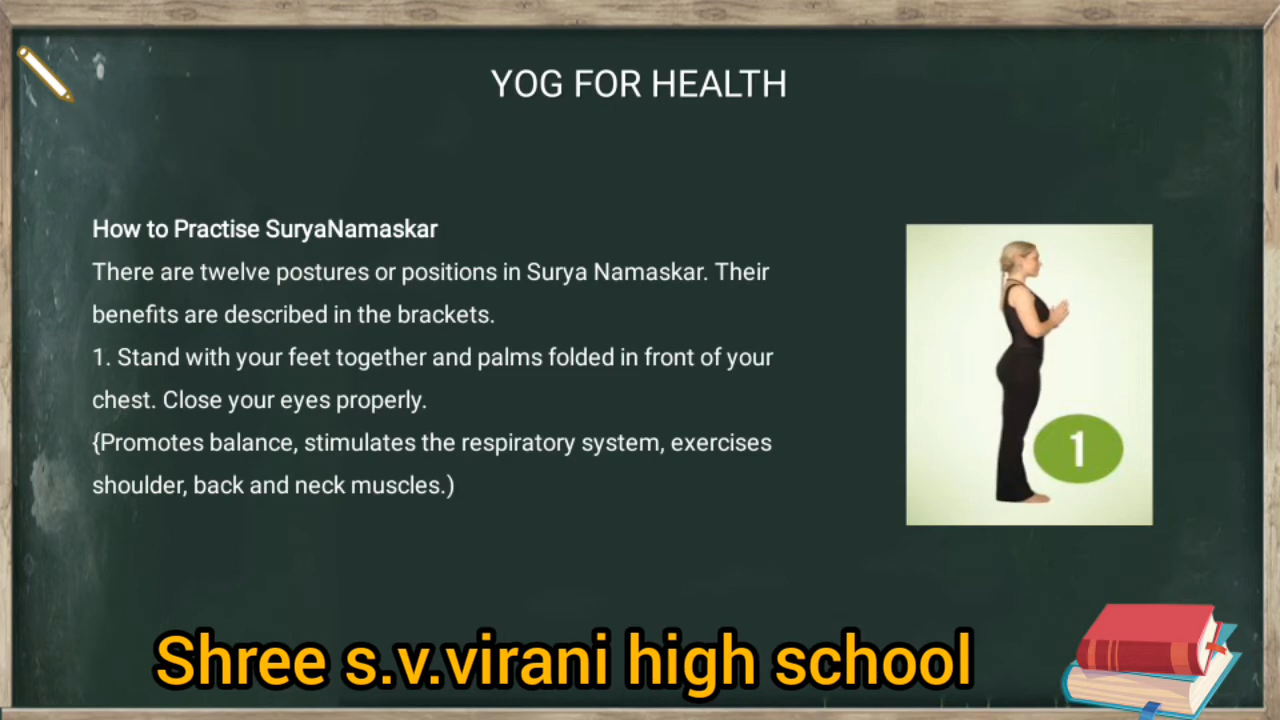 YOG FOR HEALTH
How to Practise SuryaNamaskar
There are twelve postures or positions in Surya Namaskar. Their
benefits are described in the brackets.
1. Stand with your feet together and palms folded in front of your
chest. Close your eyes properly.
{Promotes balance, stimulates the respiratory system, exercises
shoulder, back and neck muscles.)
1
Shree s.v.virani high school